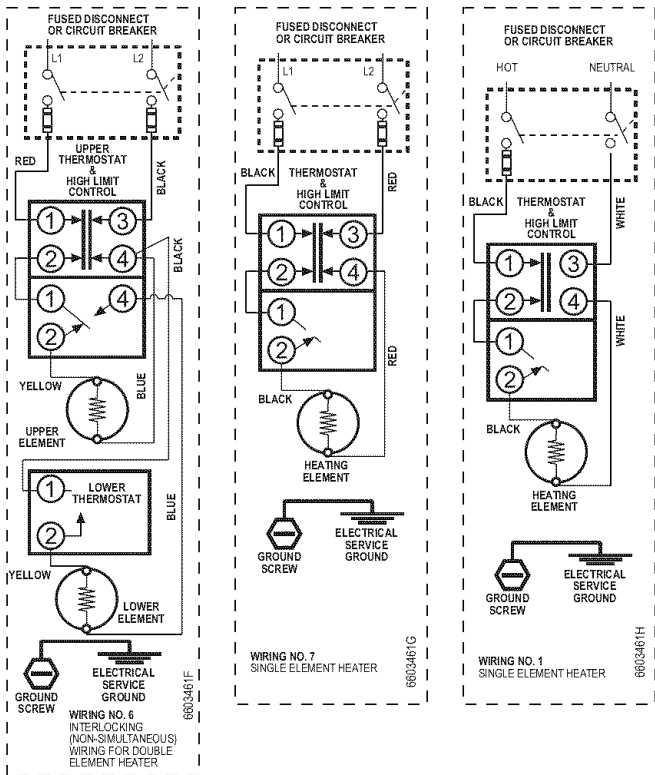 FUSED DISCONNECT
OR CIRCUIT BREAKER
L1
L2
RED
UPPER
THERMOSTAT
&
HIGH LIMIT
CONTROL
BLACK
1
3
2
4
BLACK
1
4
2
YELLOW
BLUE
UPPER
ELEMENT
1
LOWER
THERMOSTAT
2
BLUE
YELLOW
LOWER
ELEMENT
GROUND
SCREW
ELECTRICAL
SERVICE
GROUND
6603461F
WIRING NO. 6
INTERLOCKING
(NON-SIMULTANEOUS)
WIRING FOR DOUBLE
ELEMENT HEATER
FUSED DISCONNECT
OR CIRCUIT BREAKER
L1
L2
BLACK
THERMOSTAT
&
HIGH LIMIT
CONTROL
RED
1
3
2
4
1
2
RED
BLACK
HEATING
ELEMENT
GROUND
SCREW
ELECTRICAL
SERVICE
GROUND
WIRING NO. 7
SINGLE ELEMENT HEATER
6603461G
FUSED DISCONNECT
OR CIRCUIT BREAKER
HOT
NEUTRAL
BLACK
THERMOSTAT
&
HIGH LIMIT
CONTROL
WHITE
1
3
2
4
1
2
WHITE
BLACK
HEATING
ELEMENT
GROUND
SCREW
ELECTRICAL
SERVICE
GROUND
WIRING NO. 1
SINGLE ELEMENT HEATER
6603461H